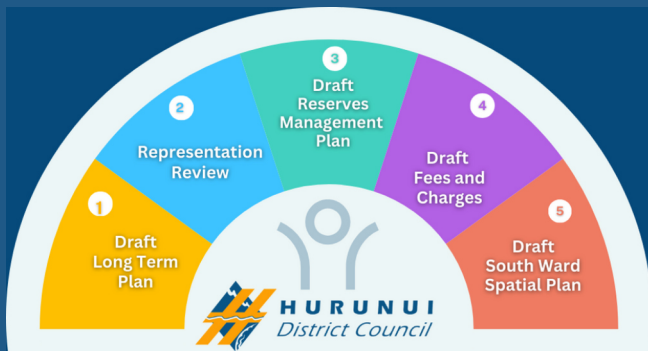 1
Draft
Long Term
Plan
2
Representation
Review
3
Draft
Reserves
Management
Plan
4
Draft
Fees and
Charges
5
Draft
South Ward
Spatial Plan
HURUNUI
District Council